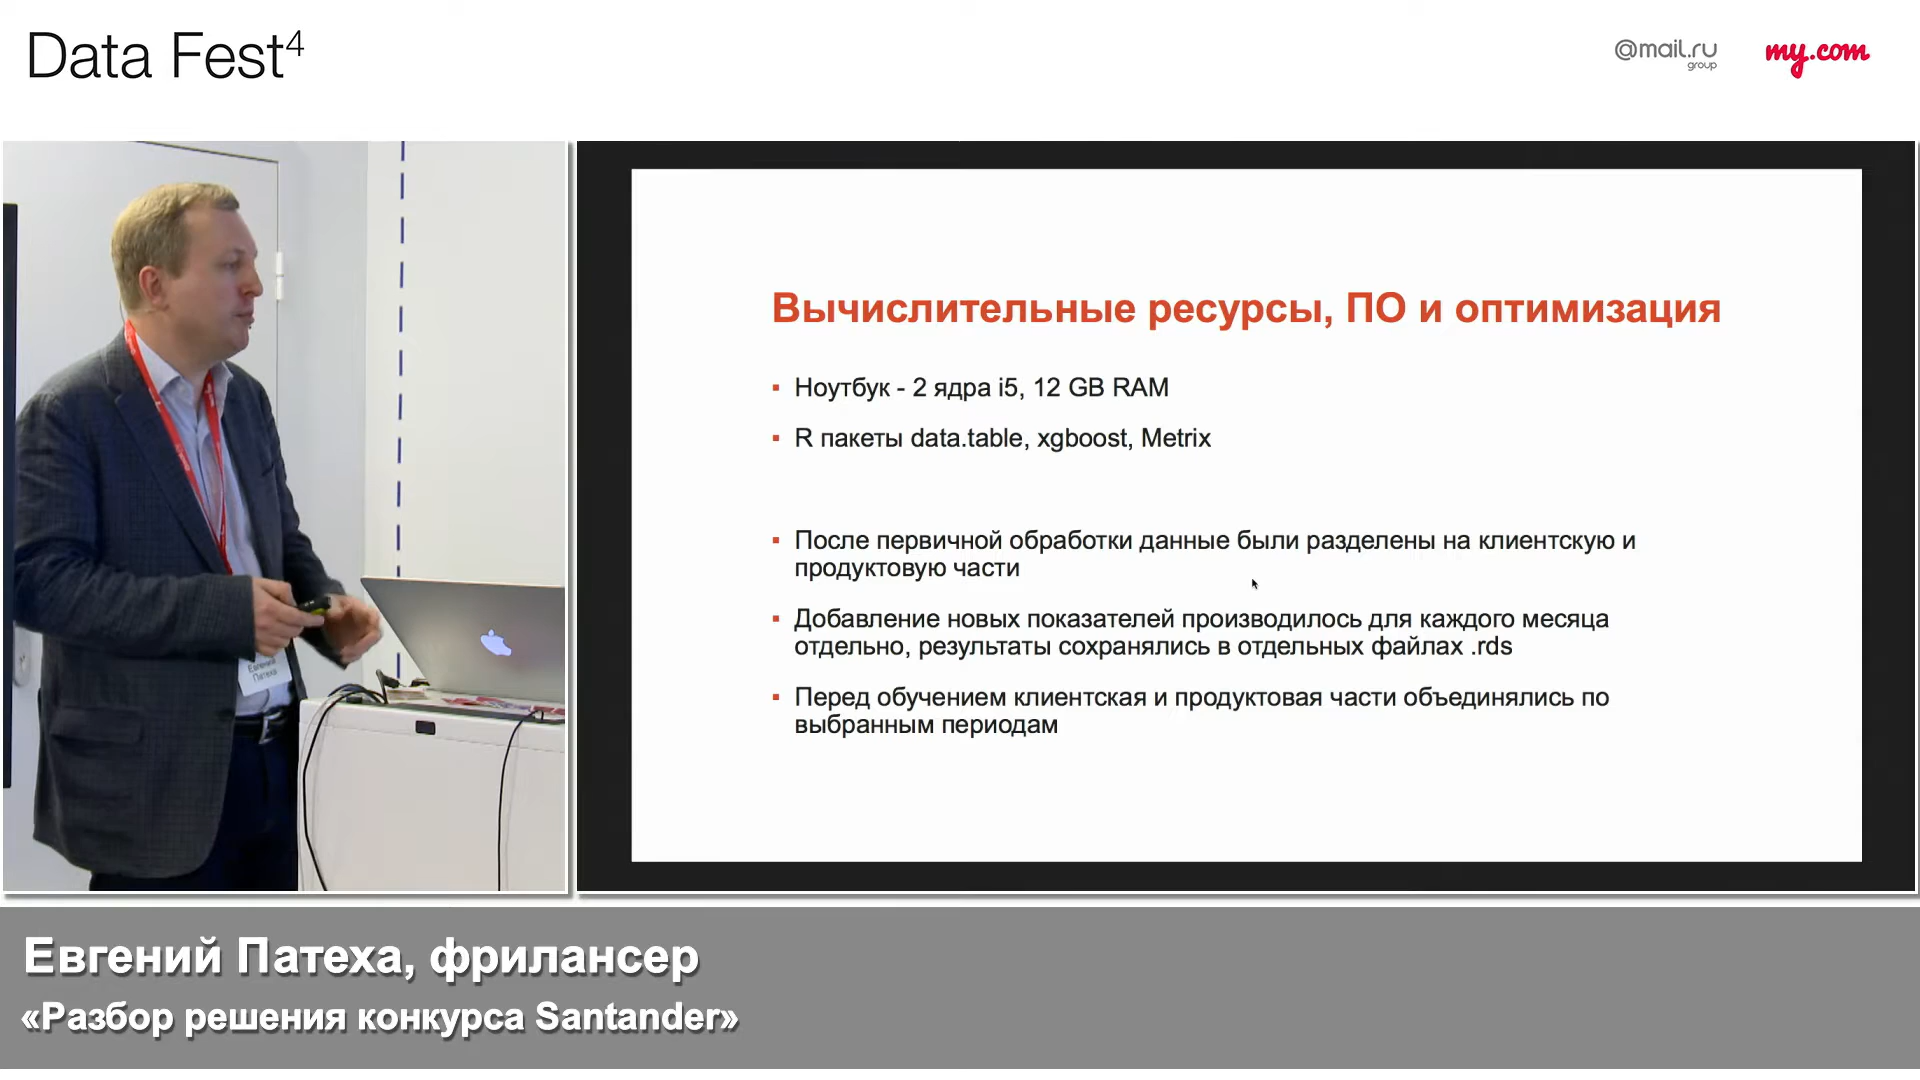 Data Fest⁴
@mail.ru
group
my.com
Вычислительные ресурсы, ПО и оптимизация
▪ Ноутбук - 2 ядра i5, 12 GB RAM
▪ R пакеты data.table, xgboost, Metrix
▪ После первичной обработки данные были разделены на клиентскую и
продуктовую части
▪ Добавление новых показателей производилось для каждого месяца
отдельно, результаты сохранялись в отдельных файлах .rds
▪ Перед обучением клиентская и продуктовая части объединялись по
выбранным периодам
Евгений
Патеха
Евгений Патеха, фрилансер
«Разбор решения конкурса Santander»